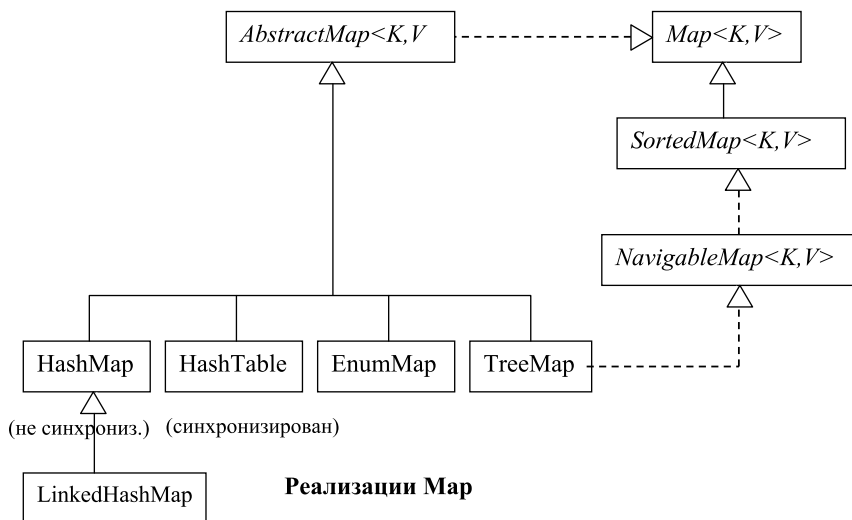 AbstractMap<K,V
Map<K,V>
SortedMap<K,V>
NavigableMap<K,V>
HashMap
HashTable
EnumMap
TreeMap
(не синхрониз.)
(синхронизирован)
LinkedHashMap
Реализации Map